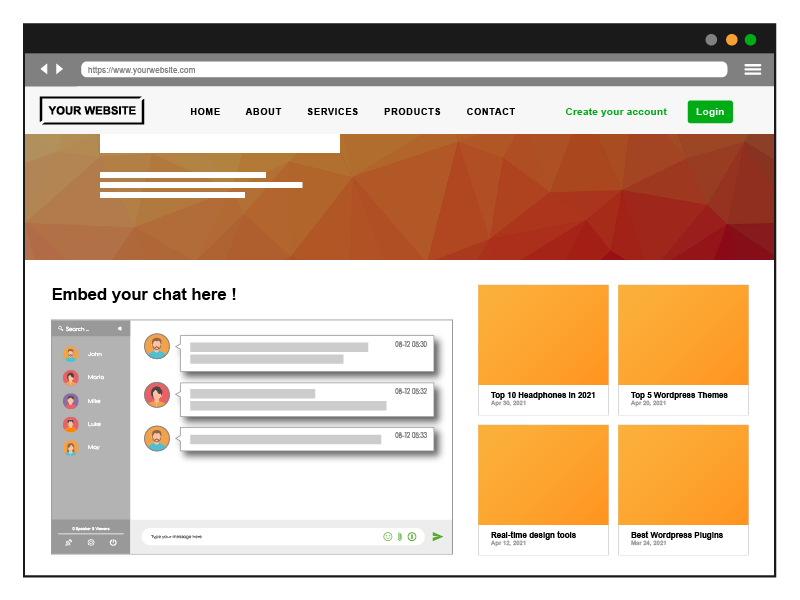 https://www.yourwebsite.com
YOUR WEBSITE
HOME ABOUT SERVICES PRODUCTS CONTACT Create your account Login
Embed your chat here !
Search ..
John
Maria
Mike
Luke
May
0 Speaker 5 Viewers
08-12 08:30
08-12 08:32
08-12 08:33
Type your message here
Top 10 Headphones in 2021
Apr 30, 2021
Top 5 Wordpress Themes
Apr 20, 2021
Real-time design tools
Apr 12, 2021
Best Wordpress Plugins
Mar 24, 2021